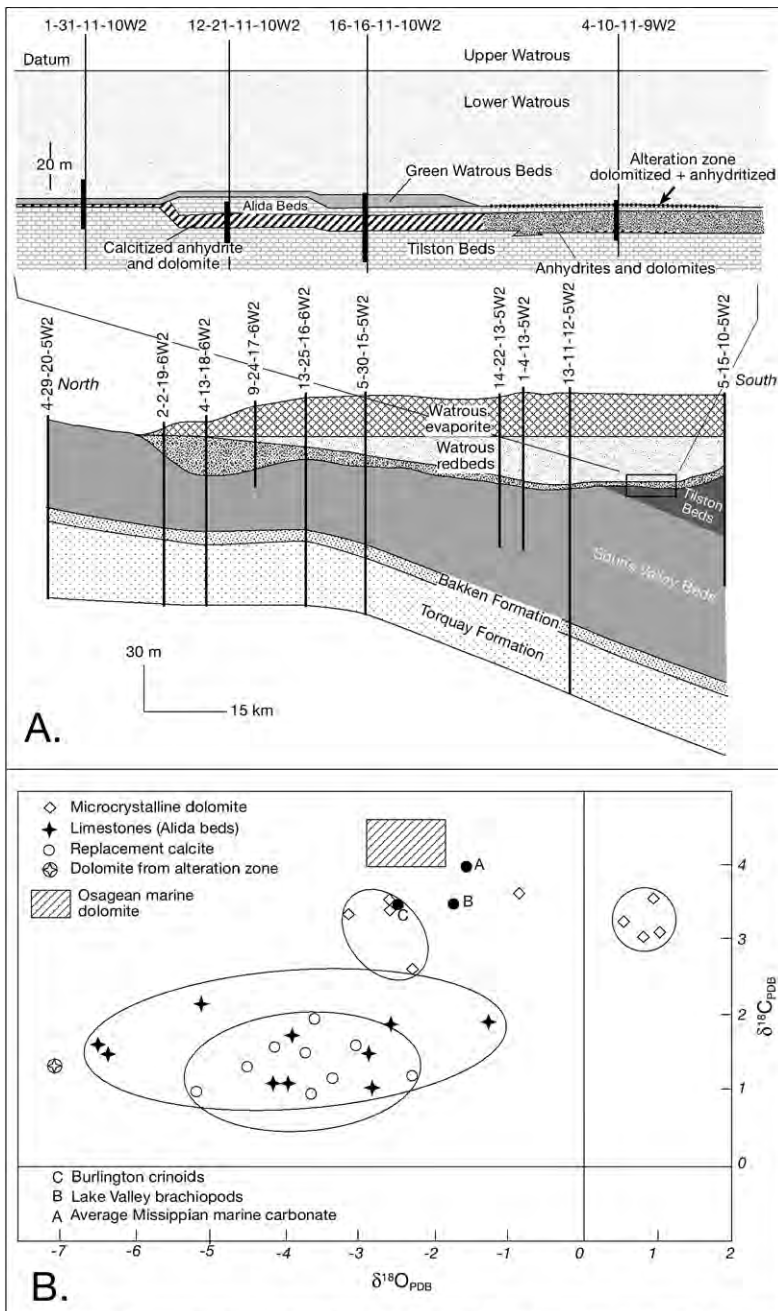 1-31-11-10W2
12-21-11-10W2
16-16-11-10W2
4-10-11-9W2
Datum
Upper Watrous
Lower Watrous
20 m
Green Watrous Beds
Alteration zone
dolomitized + anhydritized
Alida Beds
Calcitized anhydrite
and dolomite
Tilston Beds
Anhydrites and dolomites
4-29-20-5W2
North
2-2-19-6W2
4-13-18-6W2
9-24-17-6W2
13-25-16-6W2
5-30-15-5W2
14-22-13-5W2
1-4-13-5W2
13-11-12-5W2
South
5-15-10-5W2
Watrous
evaporite
Watrous
redbeds
Tilston
Beds
Souris Valley Beds
Bakken Formation
Torquay Formation
30 m
15 km
A.
Microcrystalline dolomite
Limestones (Alida beds)
Replacement calcite
Dolomite from alteration zone
Osagean marine
dolomite
A
B
C
4
3
2
1
0
δ¹⁸C PDB
C Burlington crinoids
B Lake Valley brachiopods
A Average Missippian marine carbonate
-7 -6 -5 -4 -3 -2 -1 0 1 2
δ¹⁸O PDB
B.